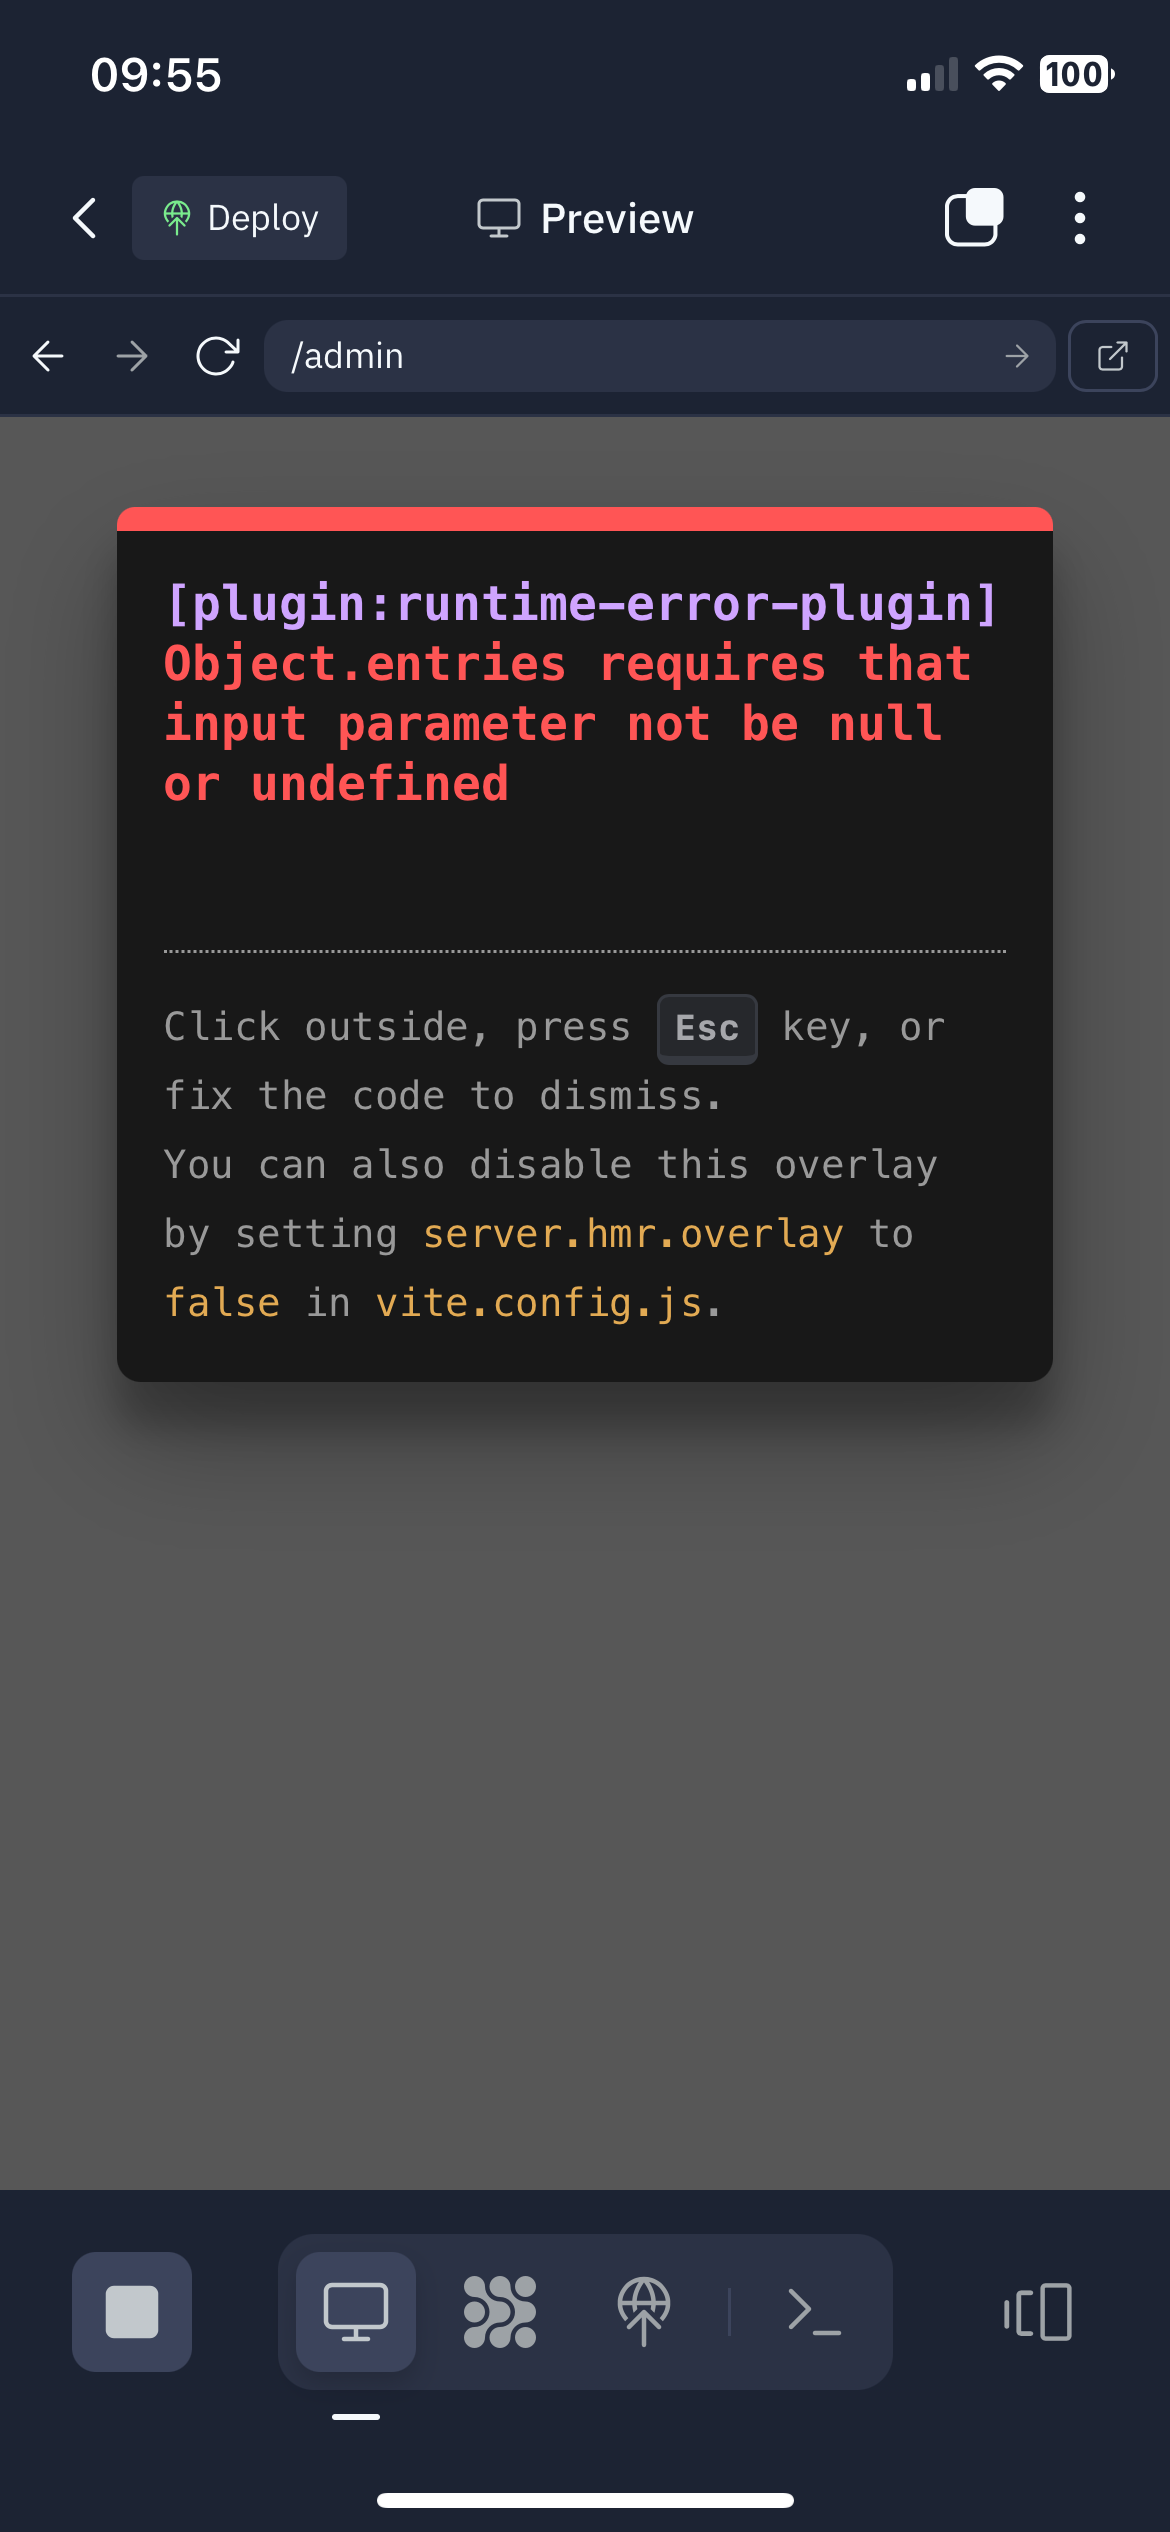 09:55
100
Deploy
Preview
/admin
[plugin:runtime-error-plugin]
Object.entries requires that
input parameter not be null
or undefined
Click outside, press Esc key, or
fix the code to dismiss.
You can also disable this overlay
by setting server.hmr.overlay to
false in vite.config.js.